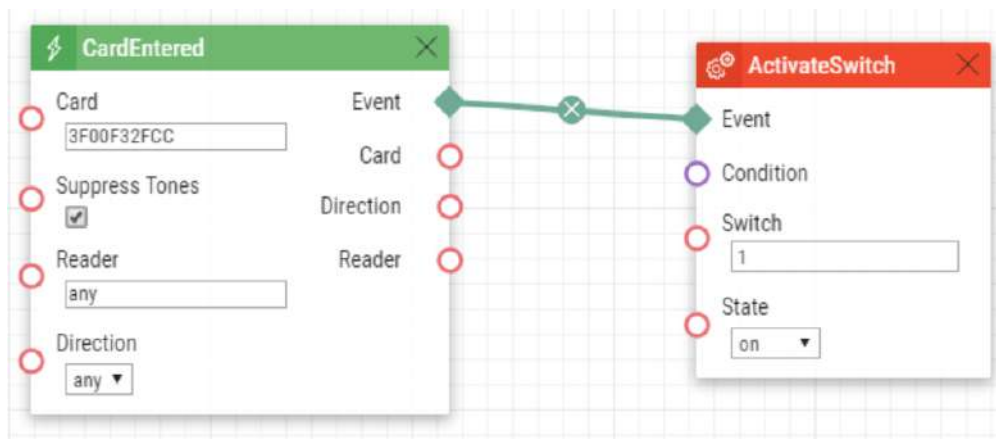 CardEntered
Card
3F00F32FCC
Suppress Tones
Reader
any
Direction
any
Event
Card
Direction
Reader
ActivateSwitch
Event
Condition
Switch
1
State
on